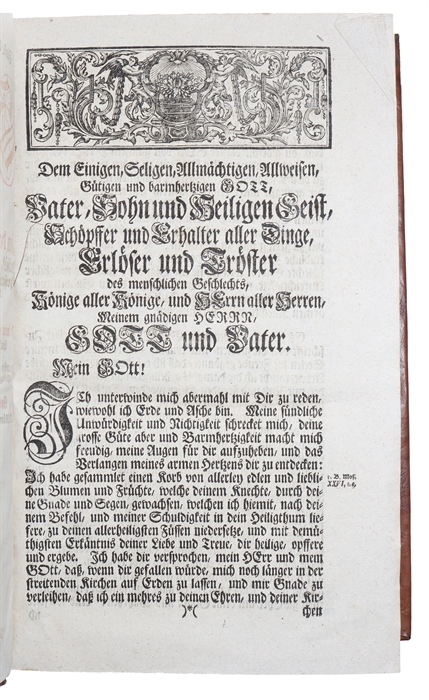 Dem Einigen, Seligen, Allmächtigen, Allweisen,
Gütigen und barmhertzigen GOTT,
Vater, Sohn und Heiligen Geist,
Schöpffer und Erhalter aller Dinge,
Erlöser und Tröster
des menschlichen Geschlechts,
Könige aller Könige, und HErrn aller Herren,
Meinem gnädigen HERRN,
GOTT und Vater.
Mein GOtt!
ICh unterwinde mich abermahl mit Dir zu reden,
wiewohl ich Erde und Asche bin. Meine sündliche
Unwürdigkeit und Nichtigkeit schrecket mich, deine
grosse Güte aber und Barmhertzigkeit macht mich
freudig, meine Augen für dir aufzuheben, und das
Verlangen meines armen Hertzens dir zu entdecken:
Ich habe gesammlet einen Korb von allerley edlen und liebli-
chen Blumen und Früchte, welche deinem Knechte, durch dei-
ne Gnade und Segen, gewachsen, welchen ich hiemit, nach dei-
nem Befehl, und meiner Schuldigkeit in dein Heiligthum lie-
fere, zu deinen allerheiligsten Füssen niedersetze, und mit demü-
thigsten Erkäntnis deiner Liebe und Treue, dir heilige, opffere
und ergebe. Ich habe dir versprochen, mein HErr und mein
GOtt, daß, wenn dir gefallen würde, mich noch länger in der
streitenden Kirchen auf Erden zu lassen, und mir Gnade zu
verleihen, daß ich ein mehres zu deinen Ehren, und deiner Kir-
)*( chen
5. B. Mos.
XXVI, 2.4.